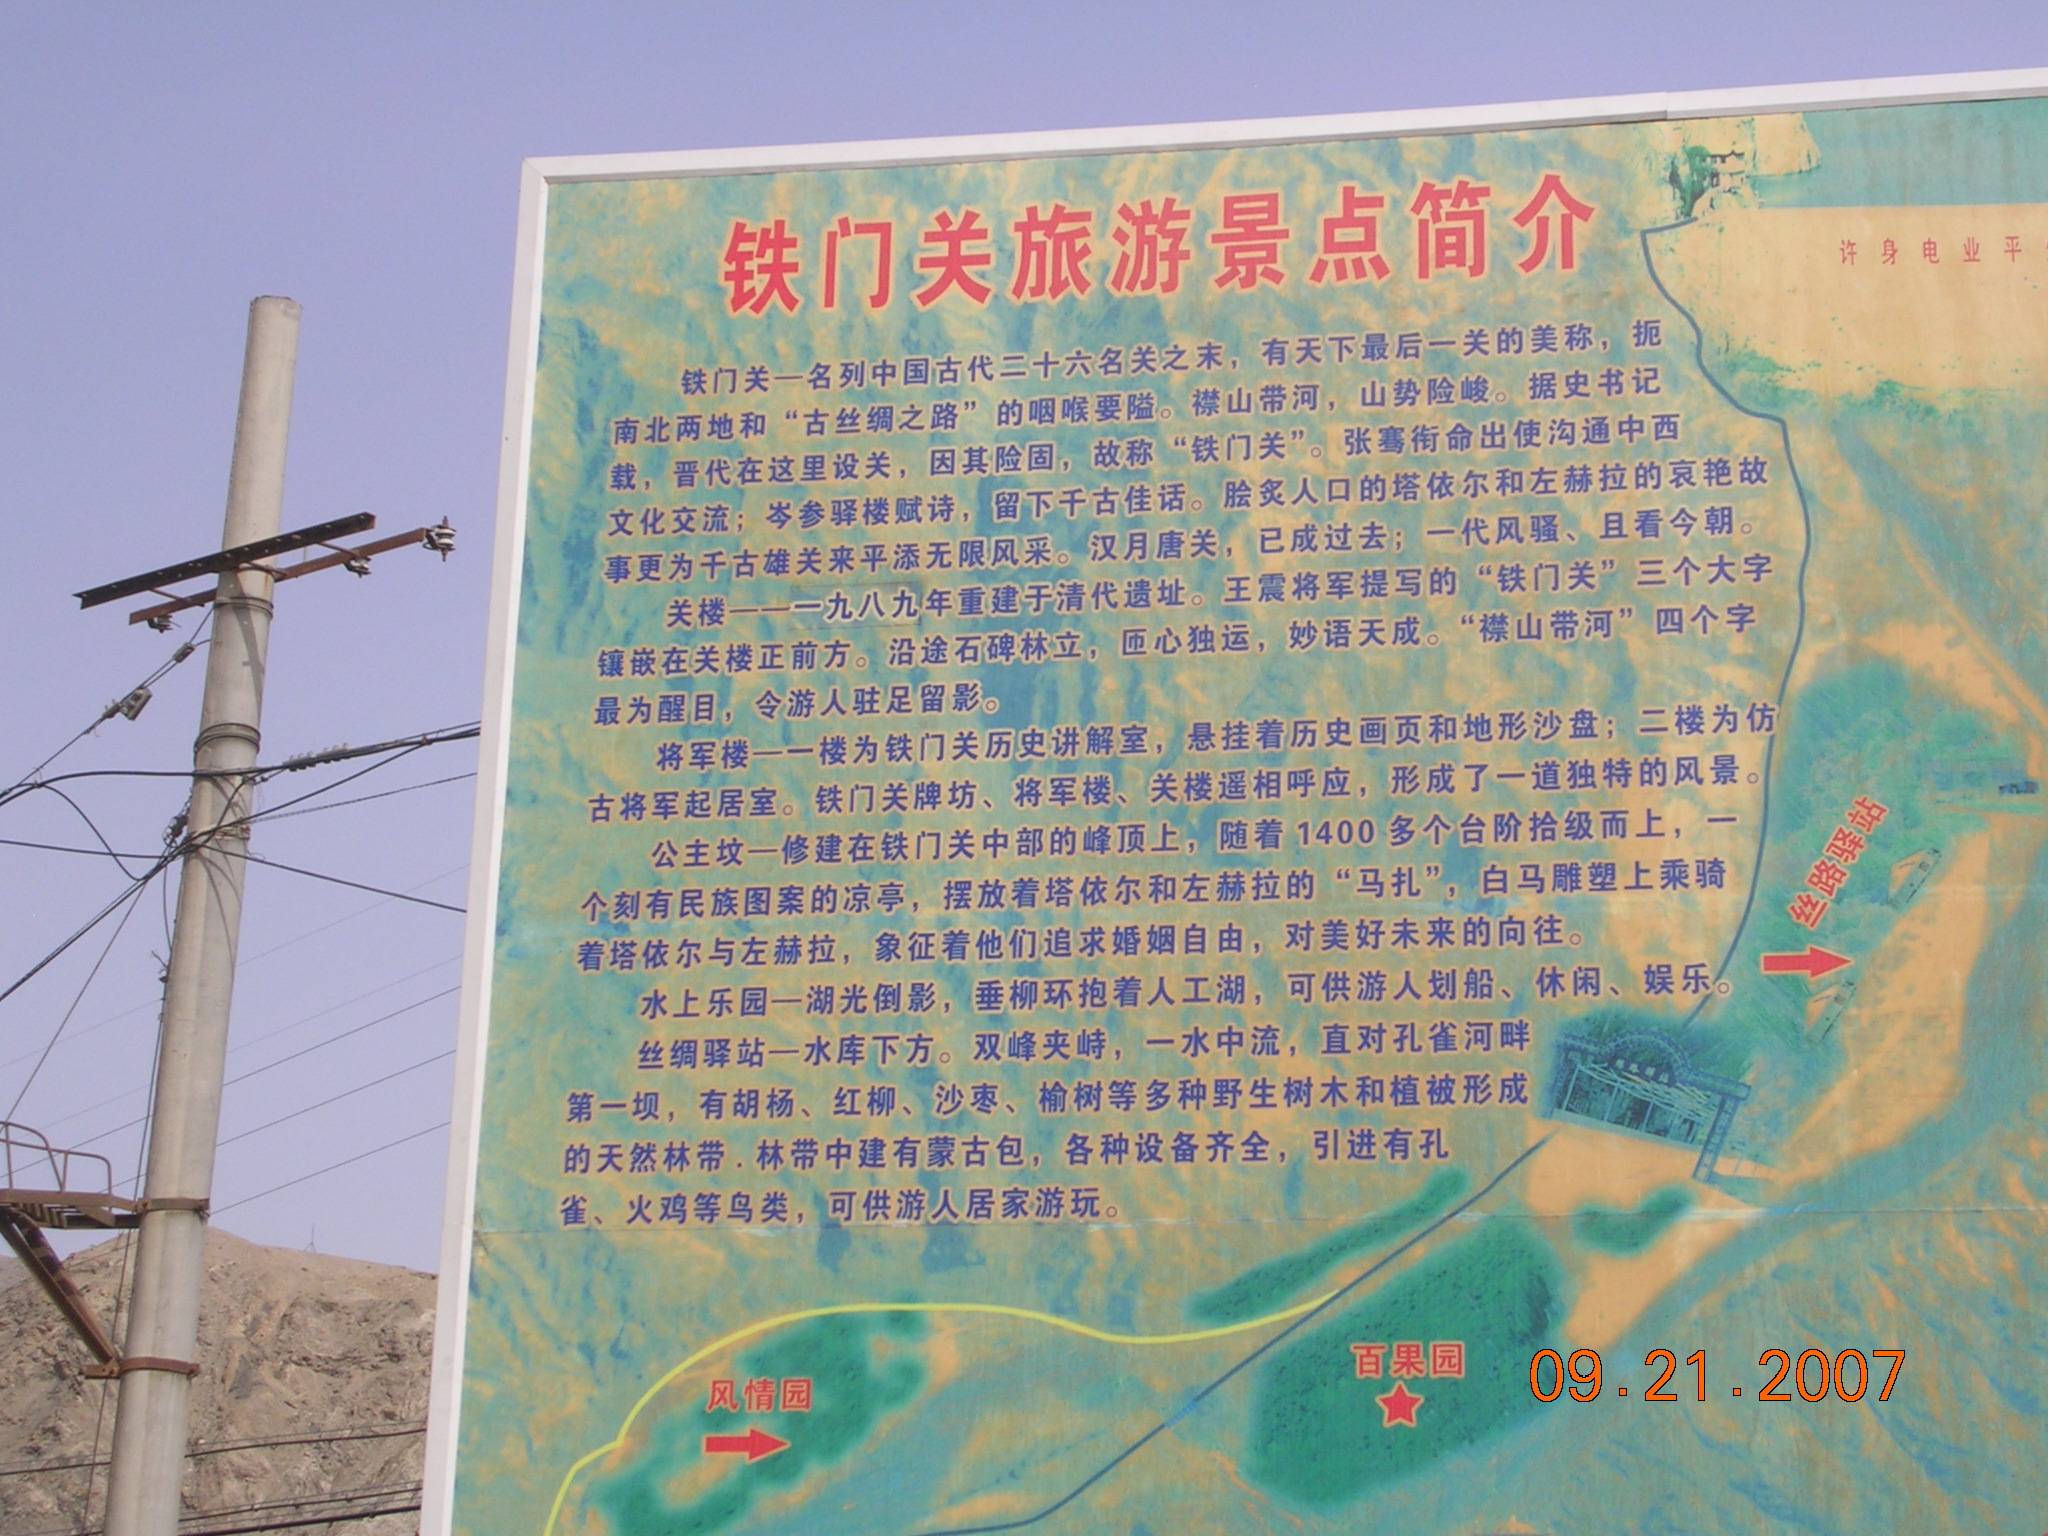 铁门关旅游景点简介
许身电业平
铁门关—名列中国古代二十六名关之末，有天下最后一关的美称，扼
南北两地和“古丝绸之路”的咽喉要隘。襟山带河，山势险峻。据史书记
载，晋代在这里设关，因其险固，故称“铁门关”。张骞衔命出使沟通中西
文化交流；岑参驿楼赋诗，留下千古佳话。脍炙人口的塔依尔和左赫拉的哀艳故
事更为千古雄关来平添无限风采。汉月唐关，已成过去；一代风骚、且看今朝。
关楼——一九八九年重建于清代遗址。王震将军提写的“铁门关”三个大字
镶嵌在关楼正前方。沿途石碑林立，匝心独运，妙语天成。“襟山带河”四个字
最为醒目，令游人驻足留影。
将军楼—一楼为铁门关历史讲解室，悬挂着历史画页和地形沙盘；二楼为仿
古将军起居室。铁门关牌坊、将军楼、关楼遥相呼应，形成了一道独特的风景。
公主坟—修建在铁门关中部的峰顶上，随着1400多个台阶拾级而上，一
个刻有民族图案的凉亭，摆放着塔依尔和左赫拉的“马扎”，白马雕塑上乘骑
着塔依尔与左赫拉，象征着他们追求婚姻自由，对美好未来的向往。
水上乐园—湖光倒影，垂柳环抱着人工湖，可供游人划船、休闲、娱乐。
丝绸驿站—水库下方。双峰夹峙，一水中流，直对孔雀河畔
第一坝，有胡杨、红柳、沙枣、榆树等多种野生树木和植被形成
的天然林带.林带中建有蒙古包，各种设备齐全，引进有孔
雀、火鸡等鸟类，可供游人居家游玩。
丝路驿站
百果园
风情园
09.21.2007